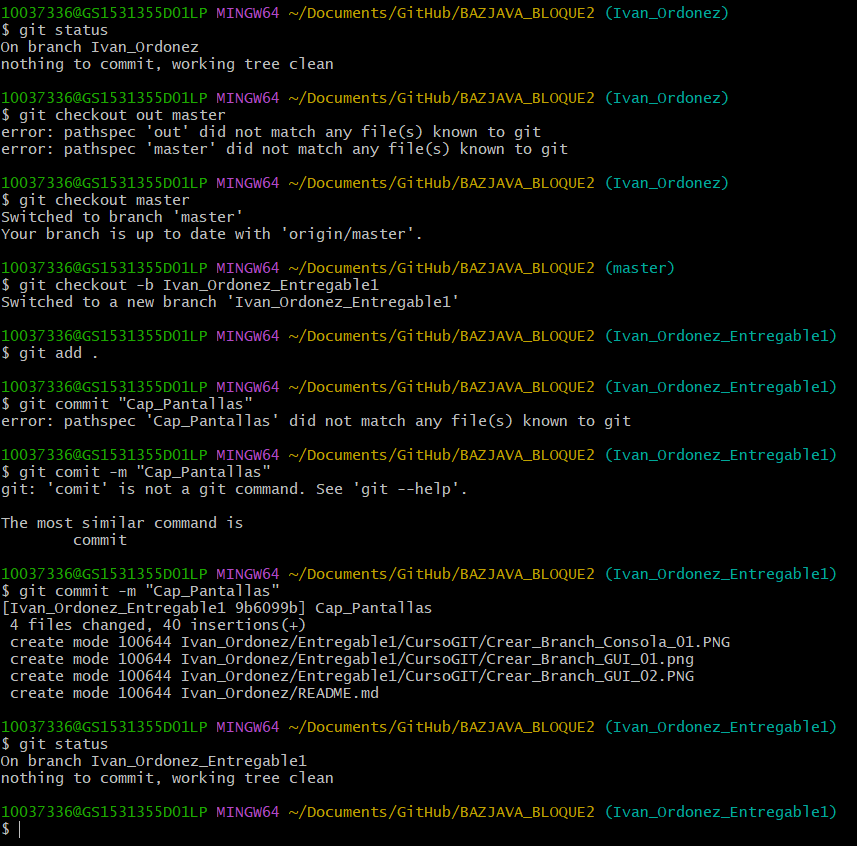 10037336@GS1531355D01LP MINGW64 ~/Documents/GitHub/BAZJAVA_BLOQUE2 (Ivan_Ordonez)
$ git status
On branch Ivan_Ordonez
nothing to commit, working tree clean
10037336@GS1531355D01LP MINGW64 ~/Documents/GitHub/BAZJAVA_BLOQUE2 (Ivan_Ordonez)
$ git checkout out master
error: pathspec 'out' did not match any file(s) known to git
error: pathspec 'master' did not match any file(s) known to git
10037336@GS1531355D01LP MINGW64 ~/Documents/GitHub/BAZJAVA_BLOQUE2 (Ivan_Ordonez)
$ git checkout master
Switched to branch 'master'
Your branch is up to date with 'origin/master'.
10037336@GS1531355D01LP MINGW64 ~/Documents/GitHub/BAZJAVA_BLOQUE2 (master)
$ git checkout -b Ivan_Ordonez_Entregable1
Switched to a new branch 'Ivan_Ordonez_Entregable1'
10037336@GS1531355D01LP MINGW64 ~/Documents/GitHub/BAZJAVA_BLOQUE2 (Ivan_Ordonez_Entregable1)
$ git add .
10037336@GS1531355D01LP MINGW64 ~/Documents/GitHub/BAZJAVA_BLOQUE2 (Ivan_Ordonez_Entregable1)
$ git commit "Cap_Pantallas"
error: pathspec 'Cap_Pantallas' did not match any file(s) known to git
10037336@GS1531355D01LP MINGW64 ~/Documents/GitHub/BAZJAVA_BLOQUE2 (Ivan_Ordonez_Entregable1)
$ git comit -m "Cap_Pantallas"
git: 'comit' is not a git command. See 'git --help'.
The most similar command is
commit
10037336@GS1531355D01LP MINGW64 ~/Documents/GitHub/BAZJAVA_BLOQUE2 (Ivan_Ordonez_Entregable1)
$ git commit -m "Cap_Pantallas"
[Ivan_Ordonez_Entregable1 9b6099b] Cap_Pantallas
4 files changed, 40 insertions(+)
create mode 100644 Ivan_Ordonez/Entregable1/CursoGIT/Crear_Branch_Consola_01.PNG
create mode 100644 Ivan_Ordonez/Entregable1/CursoGIT/Crear_Branch_GUI_01.png
create mode 100644 Ivan_Ordonez/Entregable1/CursoGIT/Crear_Branch_GUI_02.PNG
create mode 100644 Ivan_Ordonez/README.md
10037336@GS1531355D01LP MINGW64 ~/Documents/GitHub/BAZJAVA_BLOQUE2 (Ivan_Ordonez_Entregable1)
$ git status
On branch Ivan_Ordonez_Entregable1
nothing to commit, working tree clean
10037336@GS1531355D01LP MINGW64 ~/Documents/GitHub/BAZJAVA_BLOQUE2 (Ivan_Ordonez_Entregable1)
$